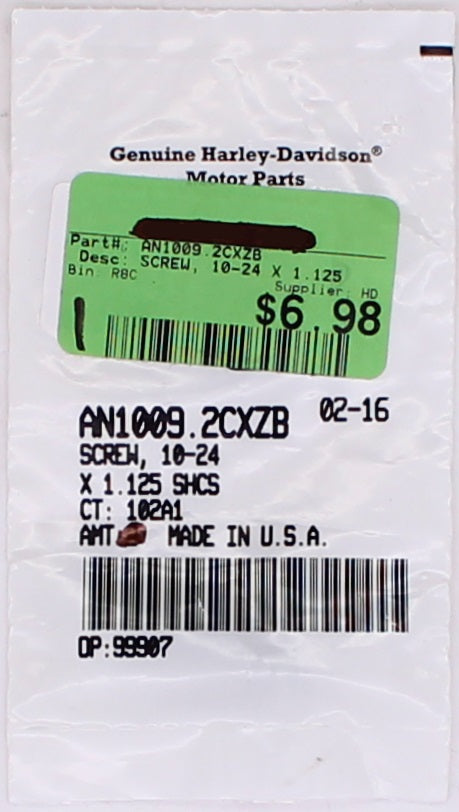 Genuine Harley-Davidson®
Motor Parts
Part#: AN1009.2CXZB
Desc: SCREW, 10-24 X 1.125
Bin: RBC
Supplier: HD
$6.98
AN1009.2CXZB 02-16
SCREW, 10-24
X 1.125 SHCS
CT: 102A1
AMT MADE IN U.S.A.
OP:99907